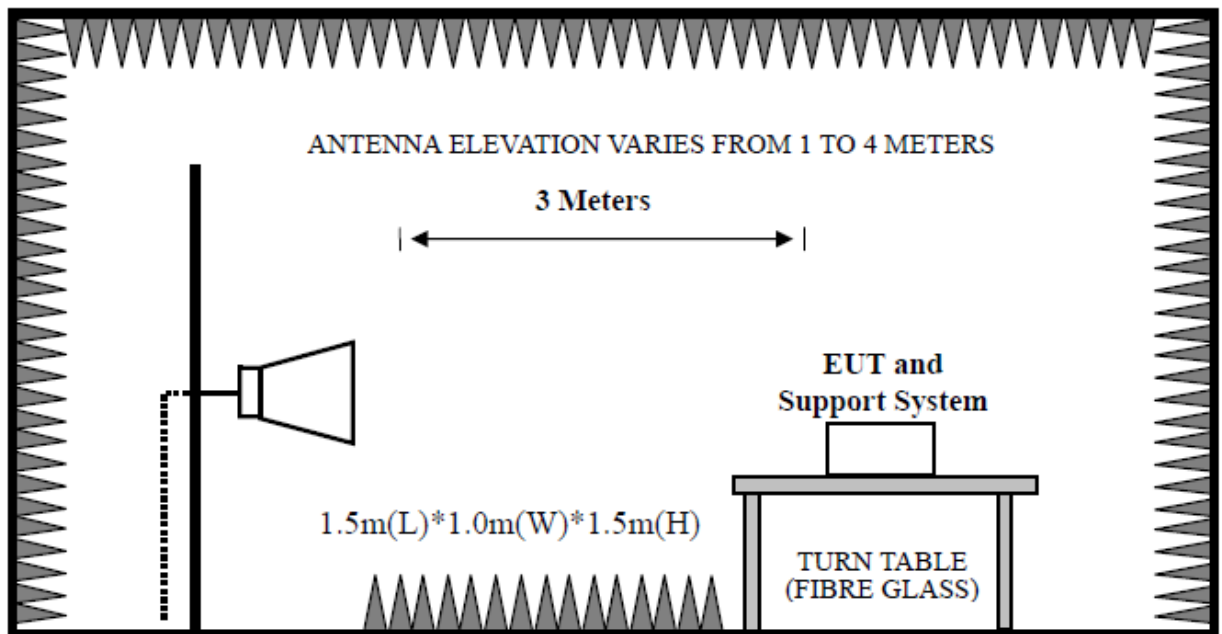 ANTENNA ELEVATION VARIES FROM 1 TO 4 METERS
3 Meters
EUT and
Support System
1.5m(L)*1.0m(W)*1.5m(H)
TURN TABLE
(FIBRE GLASS)